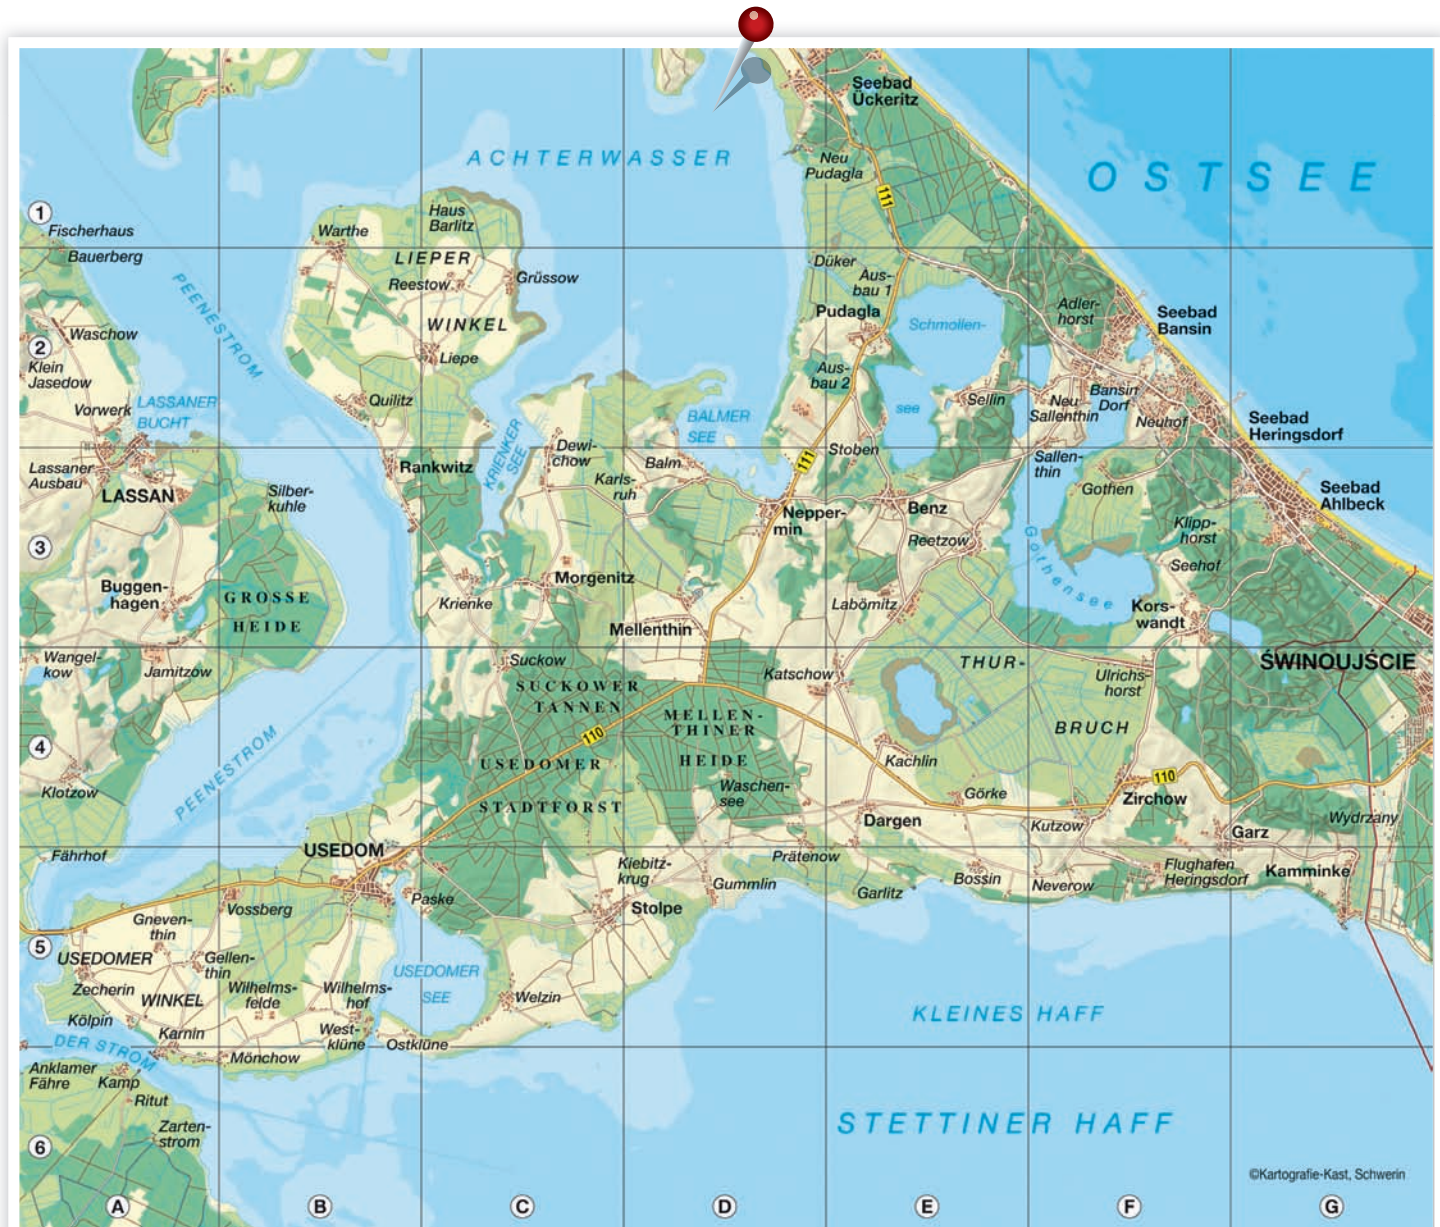 Seebad
Ückeritz
ACHTERWASSER
OSTSEE
Neu
Pudagla
111
1
Fischerhaus
Bauerberg
Warthe
Haus
Barlitz
LIEPER
Reestow
Grüssow
WINKEL
Liepe
Düker
Aus-
bau 1
Pudagla
Schmollen-
see
Adler-
horst
Seebad
Bansin
PEENESTROM
2
Waschow
Klein
Jasedow
Vorwerk
LASSANER
BUCHT
Quilitz
Aus-
bau 2
Sellin
Neu
Sallenthin
Bansin
Dorf
Neuhof
Seebad
Heringsdorf
KRIENKER
SEE
BALMER
SEE
Dewi-
chow
Balm
Karls-
ruh
111
Stoben
Sallen-
thin
Gothen
Seebad
Ahlbeck
Lassaner
Ausbau
LASSAN
Silber-
kuhle
Rankwitz
Nepper-
min
Benz
Reetzow
Klipp-
horst
Seehof
Gothensee
3
Buggen-
hagen
GROSSE
HEIDE
Krienke
Morgenitz
Mellenthin
Labömitz
Kors-
wandt
Wangel-
kow
Jamitzow
Suckow
SUCKOWER
TANNEN
Katschow
THUR-
BRUCH
Ulrichs-
horst
ŚWINOUJŚCIE
MELLEN-
THINER
HEIDE
110
4
PEENESTROM
USEDOMER
STADTFORST
Waschen-
see
Kachlin
Görke
110
Zirchow
Klotzow
Dargen
Kutzow
Garz
Wydrzany
Fährhof
USEDOM
Kiebitz-
krug
Prätenow
Gummlin
Garlitz
Bossin
Neverow
Flughafen
Heringsdorf
Kamminke
Vossberg
Paske
Stolpe
Gneven-
thin
5
USEDOMER
WINKEL
Gellen-
thin
Zecherin
Wilhelms-
felde
Wilhelms-
hof
USEDOMER
SEE
Welzin
Kölpin
Karnin
West-
klüne
Ostklüne
KLEINES HAFF
DER STROM
Mönchow
Anklamer
Fähre
Kamp
Ritut
Zarten-
strom
STETTINER HAFF
6
©Kartografie-Kast, Schwerin
A
B
C
D
E
F
G